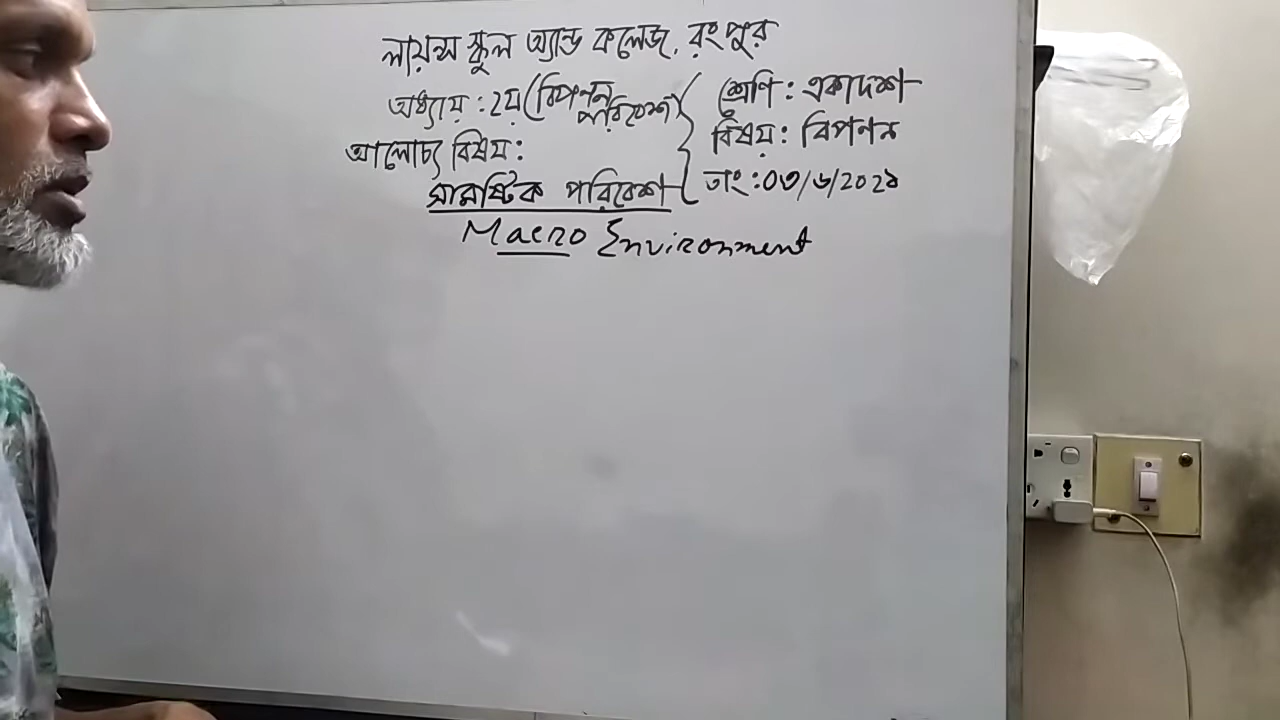 লায়ন্স স্কুল অ্যান্ড কলেজ, রংপুর
অধ্যায় : ২য় (বিপণন পরিবেশ)
আলোচ্য বিষয় :
সামষ্টিক পরিবেশ
Macro Environment
শ্রেণি : একাদশ
বিষয় : বিপণন
তাং : ০৩/৬/২০২১